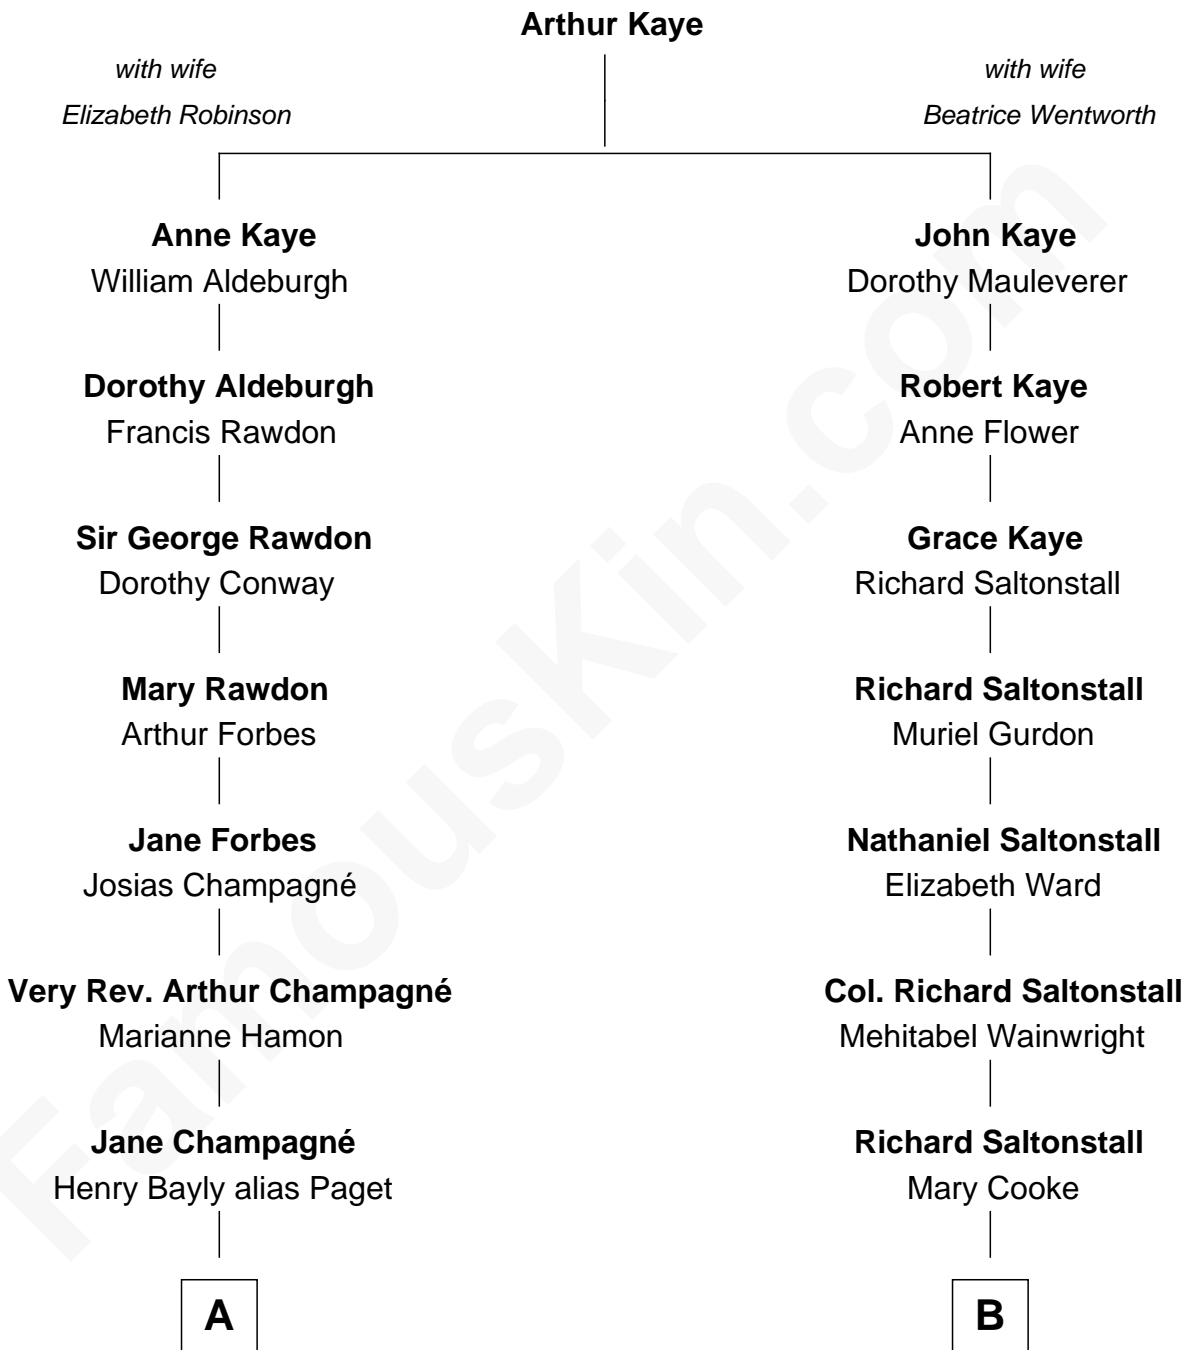 Arthur Kaye
with wife
Elizabeth Robinson
with wife
Beatrice Wentworth
Anne Kaye
William Aldeburgh
John Kaye
Dorothy Mauleverer
Dorothy Aldeburgh
Francis Rawdon
Robert Kaye
Anne Flower
Sir George Rawdon
Dorothy Conway
Grace Kaye
Richard Saltonstall
Mary Rawdon
Arthur Forbes
Richard Saltonstall
Muriel Gurdon
Jane Forbes
Josias Champagné
Nathaniel Saltonstall
Elizabeth Ward
Very Rev. Arthur Champagné
Marianne Hamon
Col. Richard Saltonstall
Mehitabel Wainwright
Jane Champagné
Henry Bayly alias Paget
Richard Saltonstall
Mary Cooke
A
B
FamousKin.com